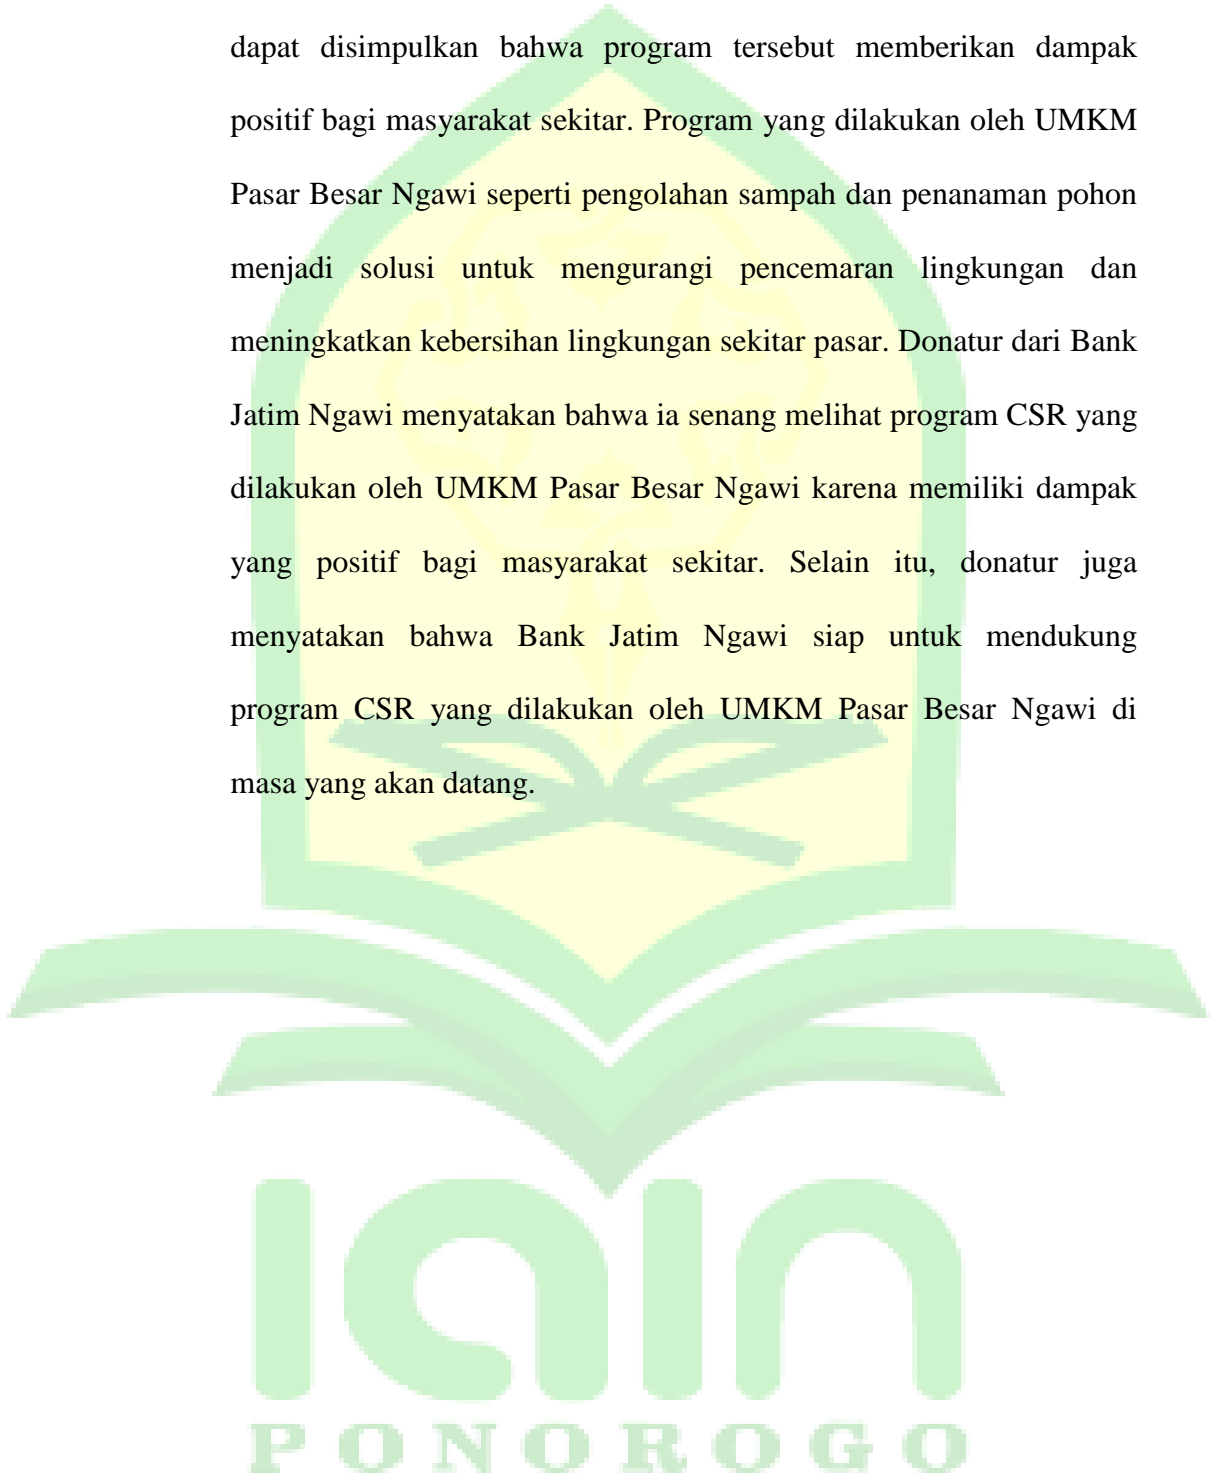 dapat disimpulkan bahwa program tersebut memberikan dampak
positif bagi masyarakat sekitar. Program yang dilakukan oleh UMKM
Pasar Besar Ngawi seperti pengolahan sampah dan penanaman pohon
menjadi solusi untuk mengurangi pencemaran lingkungan dan
meningkatkan kebersihan lingkungan sekitar pasar. Donatur dari Bank
Jatim Ngawi menyatakan bahwa ia senang melihat program CSR yang
dilakukan oleh UMKM Pasar Besar Ngawi karena memiliki dampak
yang positif bagi masyarakat sekitar. Selain itu, donatur juga
menyatakan bahwa Bank Jatim Ngawi siap untuk mendukung
program CSR yang dilakukan oleh UMKM Pasar Besar Ngawi di
masa yang akan datang.
iain
PONOROGO